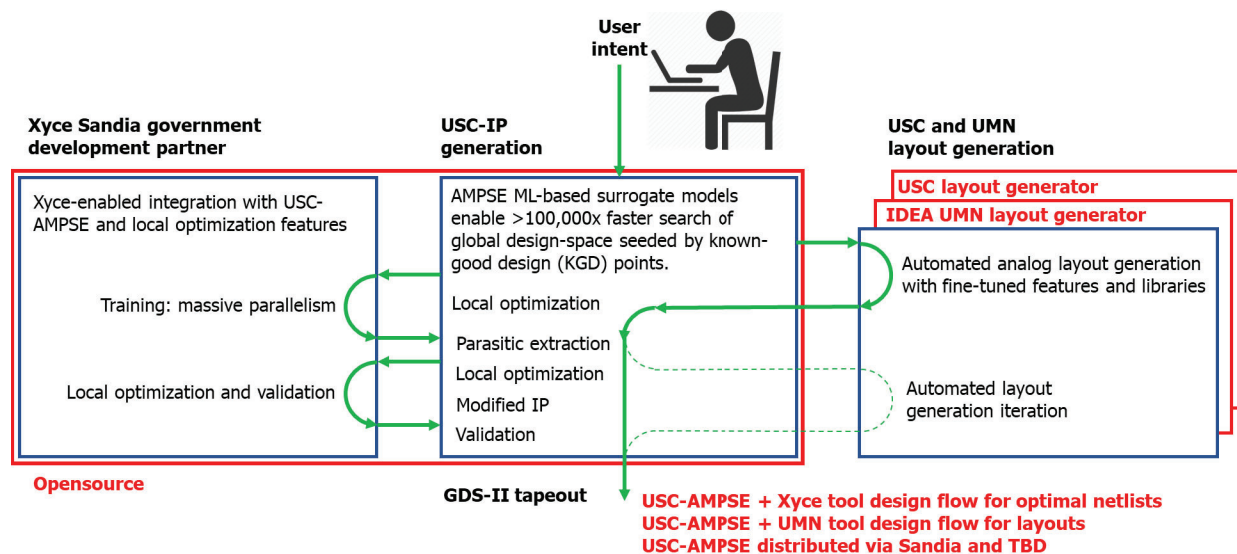 User
intent
Xyce Sandia government
development partner
USC-IP
generation
USC and UMN
layout generation
USC layout generator
IDEA UMN layout generator
Xyce-enabled integration with USC-
AMPSE and local optimization features
Training: massive parallelism
Local optimization and validation
AMPSE ML-based surrogate models
enable >100,000x faster search of
global design-space seeded by known-
good design (KGD) points.
Local optimization
Parasitic extraction
Local optimization
Modified IP
Validation
Automated analog layout generation
with fine-tuned features and libraries
Automated layout
generation iteration
Opensource
GDS-II tapeout
USC-AMPSE + Xyce tool design flow for optimal netlists
USC-AMPSE + UMN tool design flow for layouts
USC-AMPSE distributed via Sandia and TBD